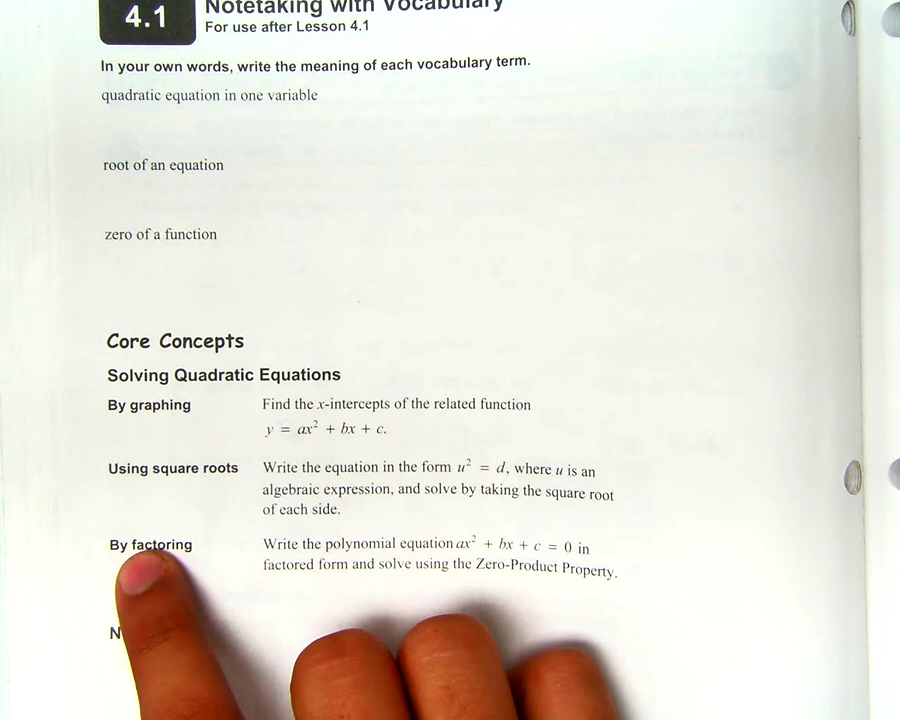 4.1
Notetaking with Vocabulary
For use after Lesson 4.1
In your own words, write the meaning of each vocabulary term.
quadratic equation in one variable
root of an equation
zero of a function
Core Concepts
Solving Quadratic Equations
By graphing Find the x-intercepts of the related function
y = ax² + bx + c.
Using square roots Write the equation in the form u² = d, where u is an
algebraic expression, and solve by taking the square root
of each side.
By factoring Write the polynomial equation ax² + bx + c = 0 in
factored form and solve using the Zero-Product Property.